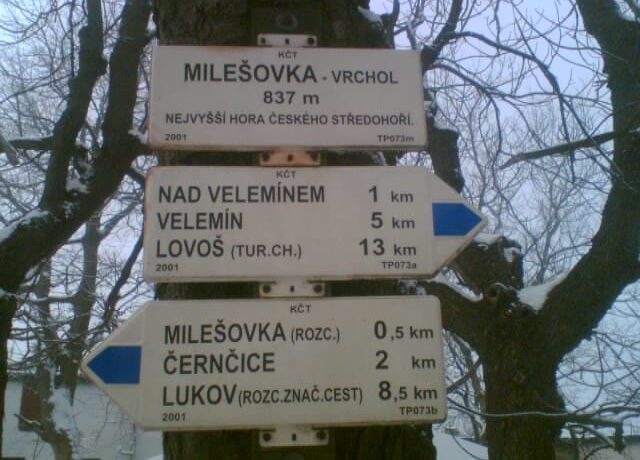 KČT
MILEŠOVKA - VRCHOL
837 m
NEJVYŠŠÍ HORA ČESKÉHO STŘEDOHOŘÍ.
2001 TP073m
KČT
NAD VELEMÍNEM 1 km
VELEMÍN 5 km
LOVOŠ (TUR.CH.) 13 km
2001 TP073a
KČT
MILEŠOVKA (ROZC.) 0,5 km
ČERNČICE 2 km
LUKOV (ROZC.ZNAČ.CEST) 8,5 km
2001 TP073b